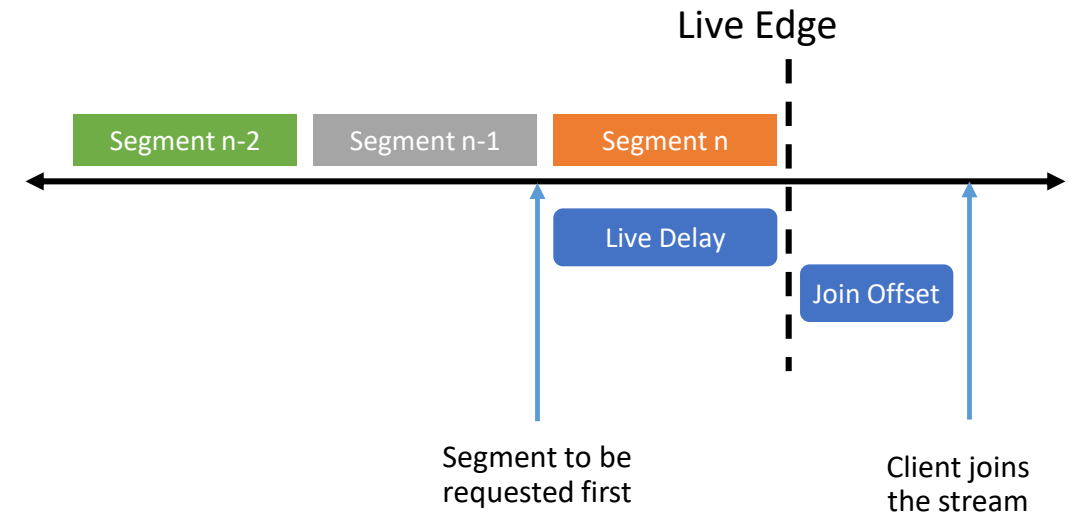 Live Edge
Segment n-2
Segment n-1
Segment n
Live Delay
Join Offset
Segment to be
requested first
Client joins
the stream